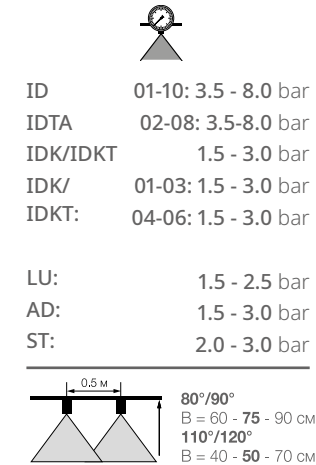 ID 01-10: 3.5 - 8.0 bar
IDTA 02-08: 3.5-8.0 bar
IDK/IDKT 1.5 - 3.0 bar
IDK/ 01-03: 1.5 - 3.0 bar
IDKT: 04-06: 1.5 - 3.0 bar
LU: 1.5 - 2.5 bar
AD: 1.5 - 3.0 bar
ST: 2.0 - 3.0 bar
0.5 м
80°/90°
B = 60 - 75 - 90 см
110°/120°
B = 40 - 50 - 70 см